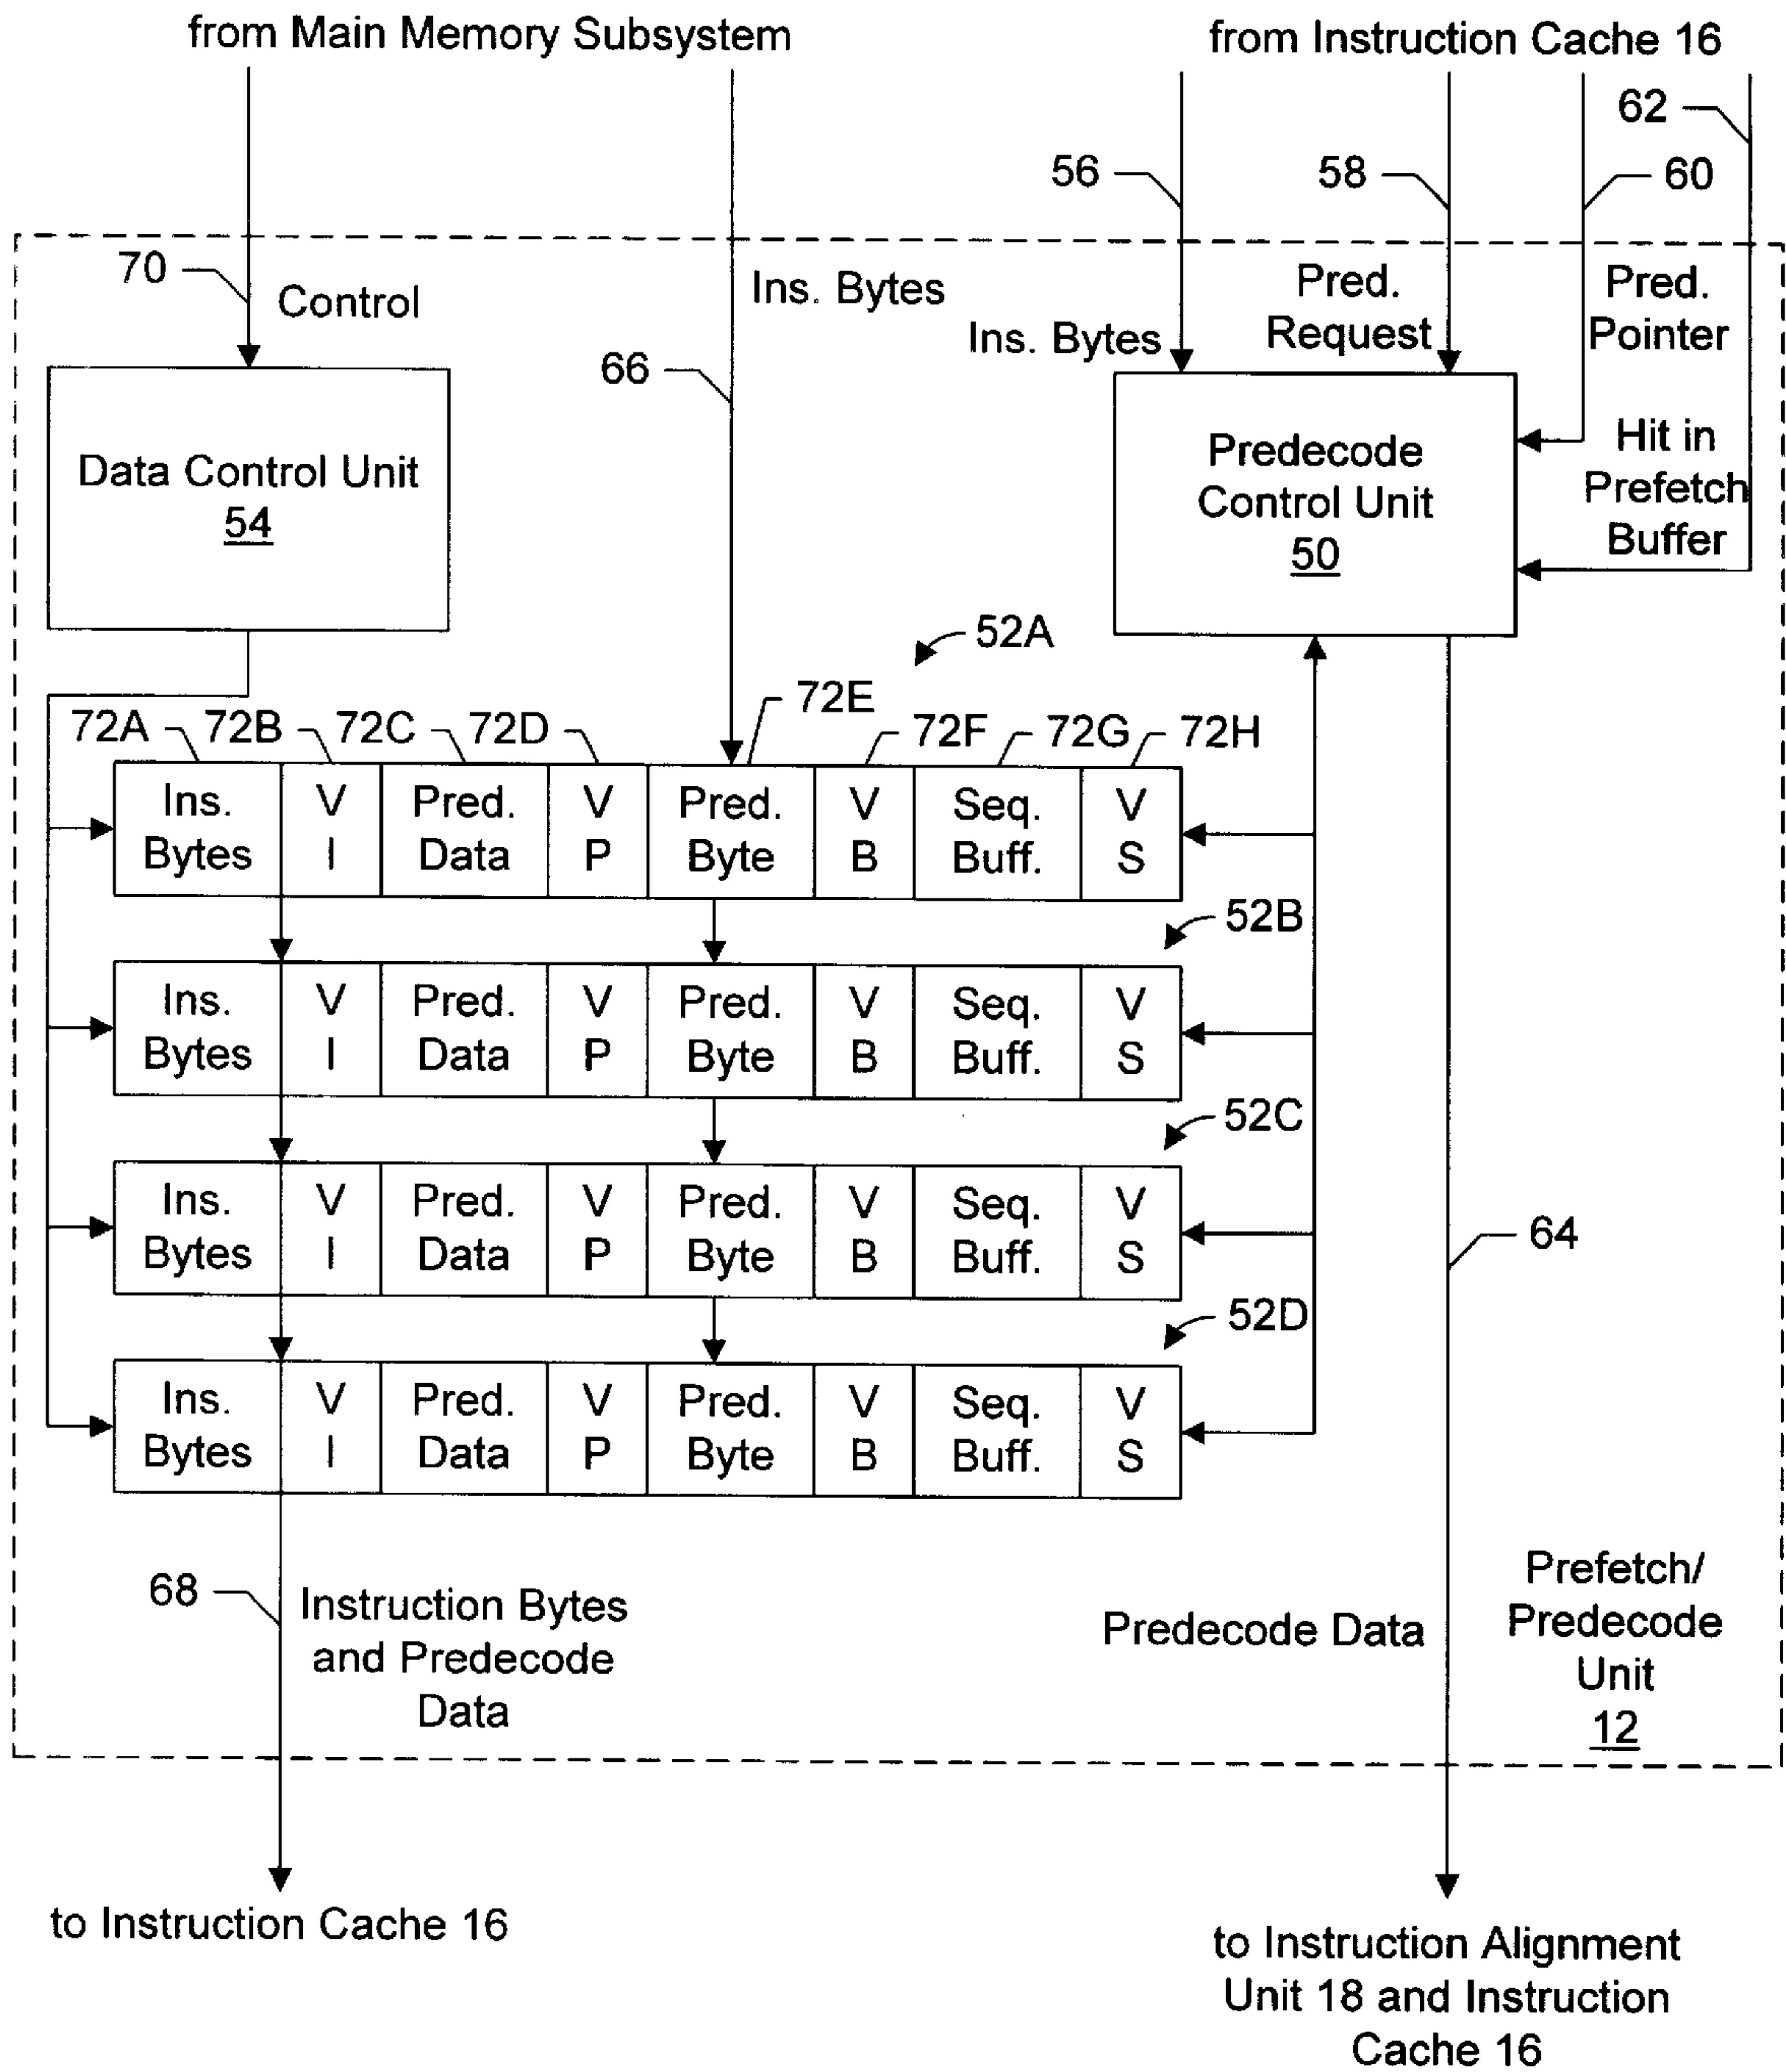 from Main Memory Subsystem
from Instruction Cache 16
62
56
58
60
70
Control
Ins. Bytes
Ins. Bytes
Pred.
Request
Pred.
Pointer
66
Data Control Unit
54
Predecode
Control Unit
50
Hit in
Prefetch
Buffer
52A
72A
72B
72C
72D
72E
72F
72G
72H
Ins. V Pred. V Pred. V Seq. V
Bytes I Data P Byte B Buff. S
52B
Ins. V Pred. V Pred. V Seq. V
Bytes I Data P Byte B Buff. S
52C
Ins. V Pred. V Pred. V Seq. V
Bytes I Data P Byte B Buff. S
64
52D
Ins. V Pred. V Pred. V Seq. V
Bytes I Data P Byte B Buff. S
68
Instruction Bytes
and Predecode
Data
Predecode Data
Prefetch/
Predecode
Unit
12
to Instruction Cache 16
to Instruction Alignment
Unit 18 and Instruction
Cache 16